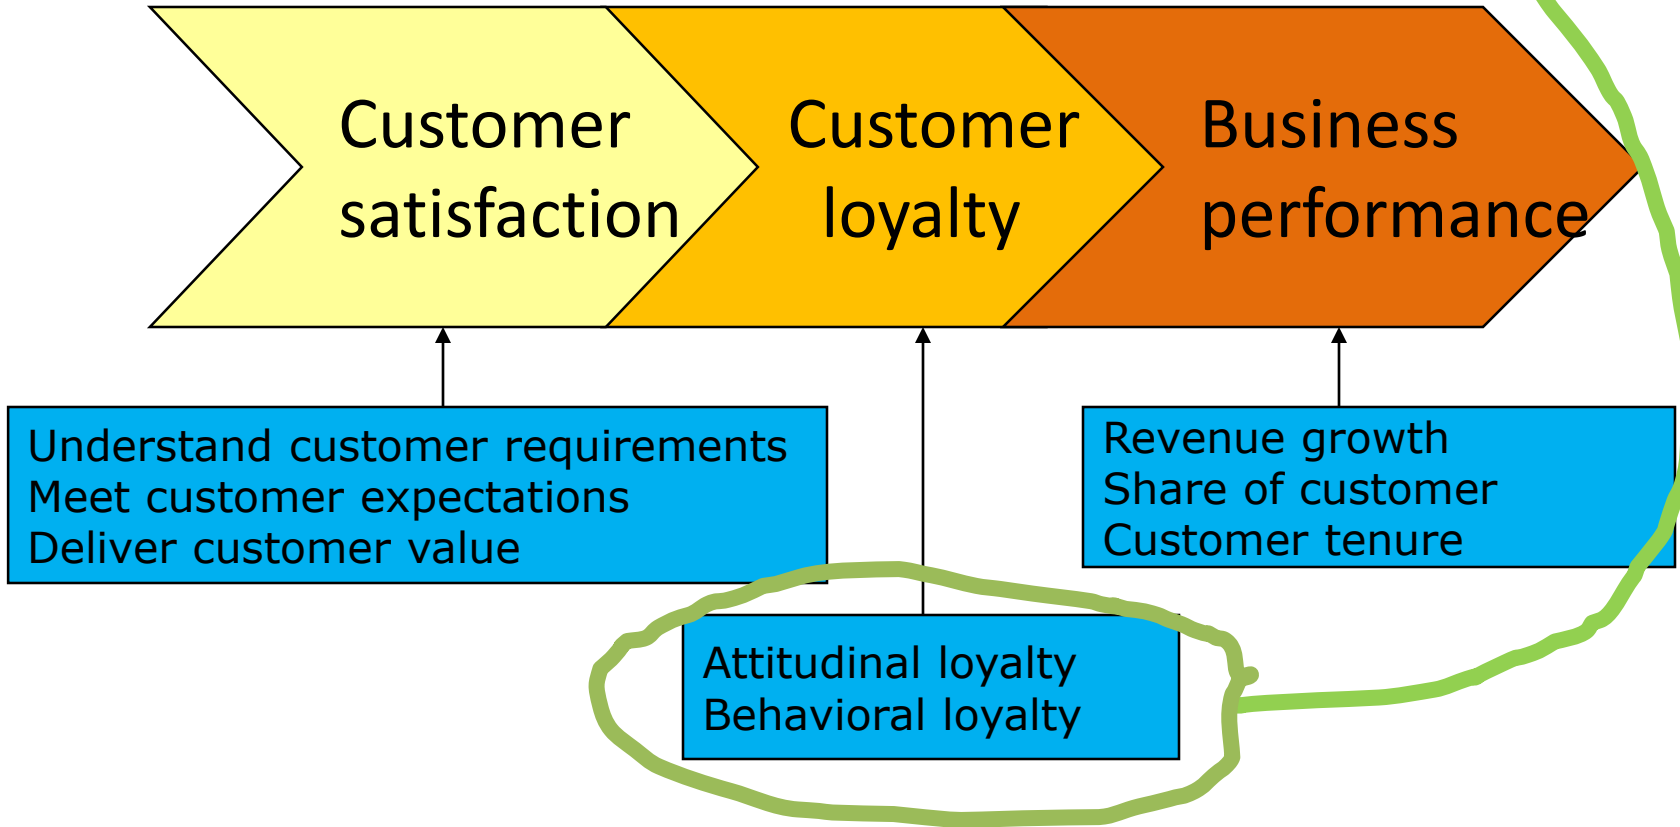 Customer
satisfaction
Customer
loyalty
Business
performance
Understand customer requirements
Meet customer expectations
Deliver customer value
Attitudinal loyalty
Behavioral loyalty
Revenue growth
Share of customer
Customer tenure